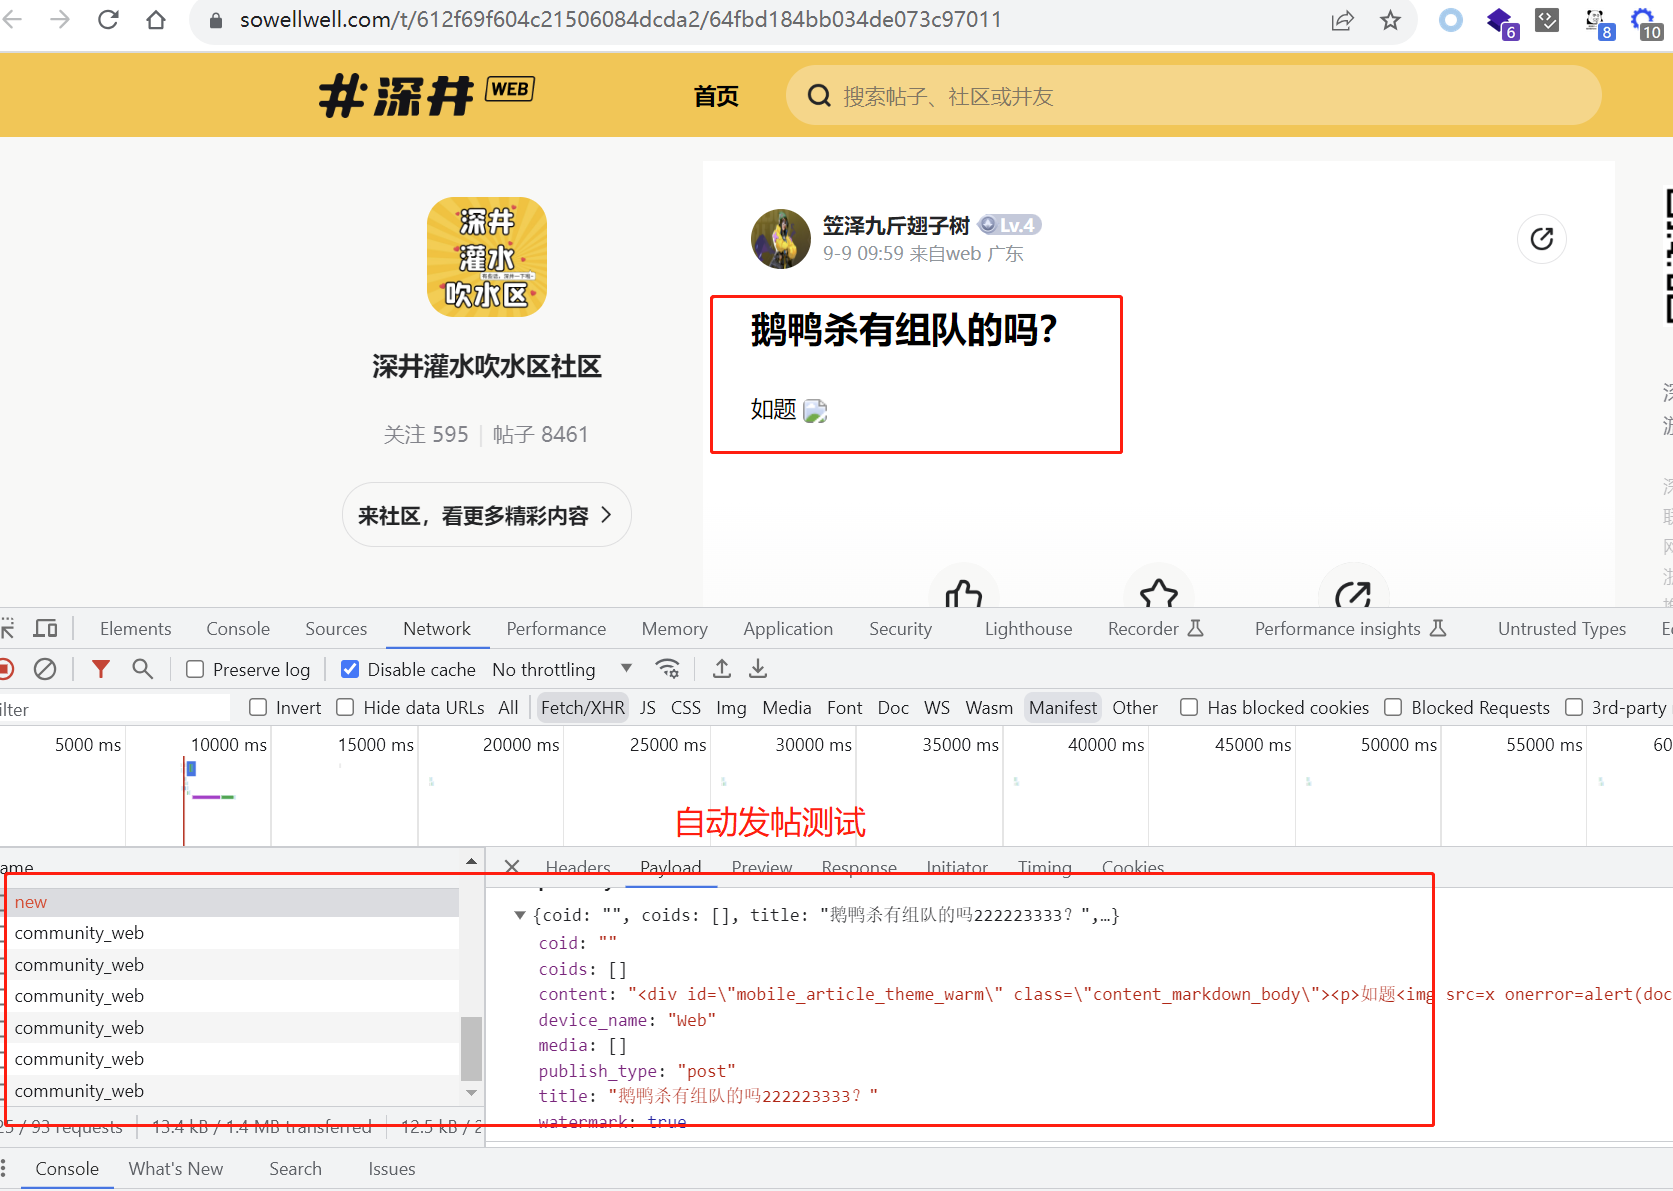 sowellwell.com/t/612f69f604c21506084dcda2/64fbd184bb034de073c97011
6
8
10
#深井 WEB
首页
搜索帖子、社区或井友
深井
灌水
吹水区
深井灌水吹水区社区
关注 595
帖子 8461
来社区，看更多精彩内容
笠泽九斤翅子树 Lv.4
9-9 09:59 来自web 广东
鹅鸭杀有组队的吗?
如题
Elements Console Sources Network Performance Memory Application Security Lighthouse Recorder Performance insights Untrusted Types
Preserve log Disable cache No throttling
ilter Invert Hide data URLs All Fetch/XHR JS CSS Img Media Font Doc WS Wasm Manifest Other Has blocked cookies Blocked Requests 3rd-party
5000 ms 10000 ms 15000 ms 20000 ms 25000 ms 30000 ms 35000 ms 40000 ms 45000 ms 50000 ms 55000 ms 60
自动发帖测试
ame Headers Payload Preview Response Initiator Timing Cookies
new
community_web
community_web
community_web
community_web
community_web
community_web
{coid: "", coids: [], title: "鹅鸭杀有组队的吗222223333？",…}
coid: ""
coids: []
content: "<div id=\"mobile_article_theme_warm\" class=\"content_markdown_body\"><p>如题<img src=x onerror=alert(doc
device_name: "Web"
media: []
publish_type: "post"
title: "鹅鸭杀有组队的吗222223333？"
watermark: true
25 / 93 requests 13.4 kB / 1.4 MB transferred 12.5 kB / 2
Console What's New Search Issues